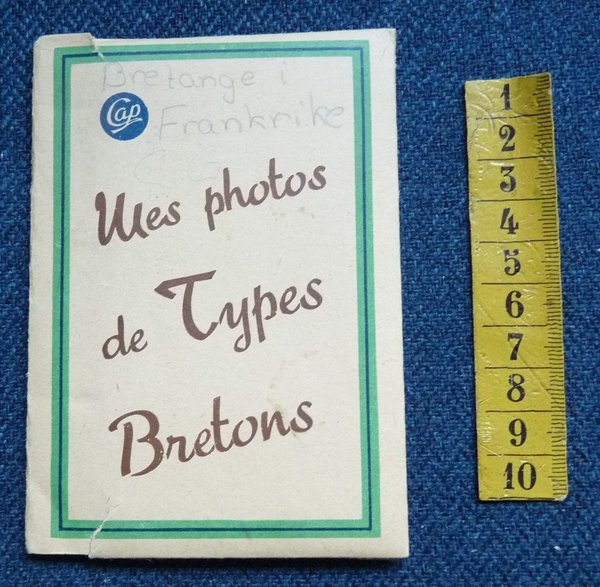 Bretange i
Cap
Frankrike
Mes photos
de Types
Bretons
1
2
3
4
5
6
7
8
9
10